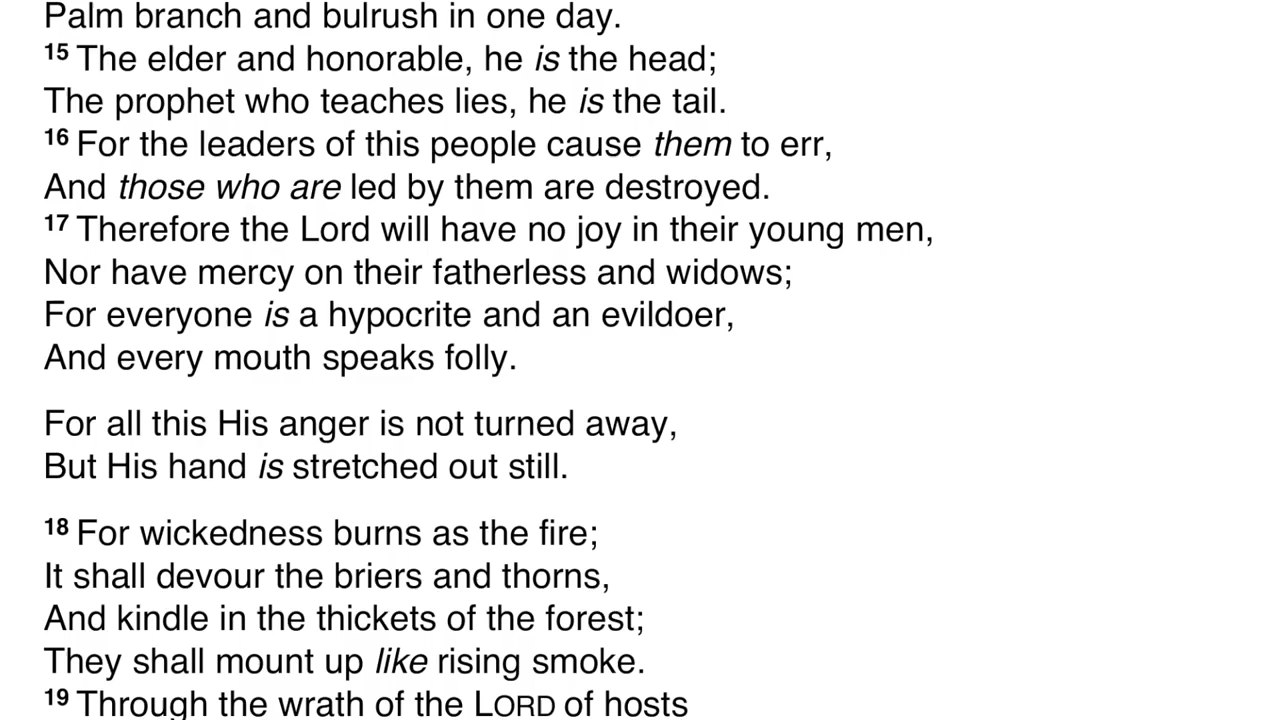 Palm branch and bulrush in one day.
15 The elder and honorable, he is the head;
The prophet who teaches lies, he is the tail.
16 For the leaders of this people cause them to err,
And those who are led by them are destroyed.
17 Therefore the Lord will have no joy in their young men,
Nor have mercy on their fatherless and widows;
For everyone is a hypocrite and an evildoer,
And every mouth speaks folly.
For all this His anger is not turned away,
But His hand is stretched out still.
18 For wickedness burns as the fire;
It shall devour the briers and thorns,
And kindle in the thickets of the forest;
They shall mount up like rising smoke.
19 Through the wrath of the LORD of hosts